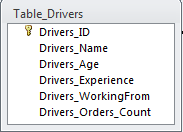 Table_Drivers
Drivers_ID
Drivers_Name
Drivers_Age
Drivers_Experience
Drivers_WorkingFrom
Drivers_Orders_Count